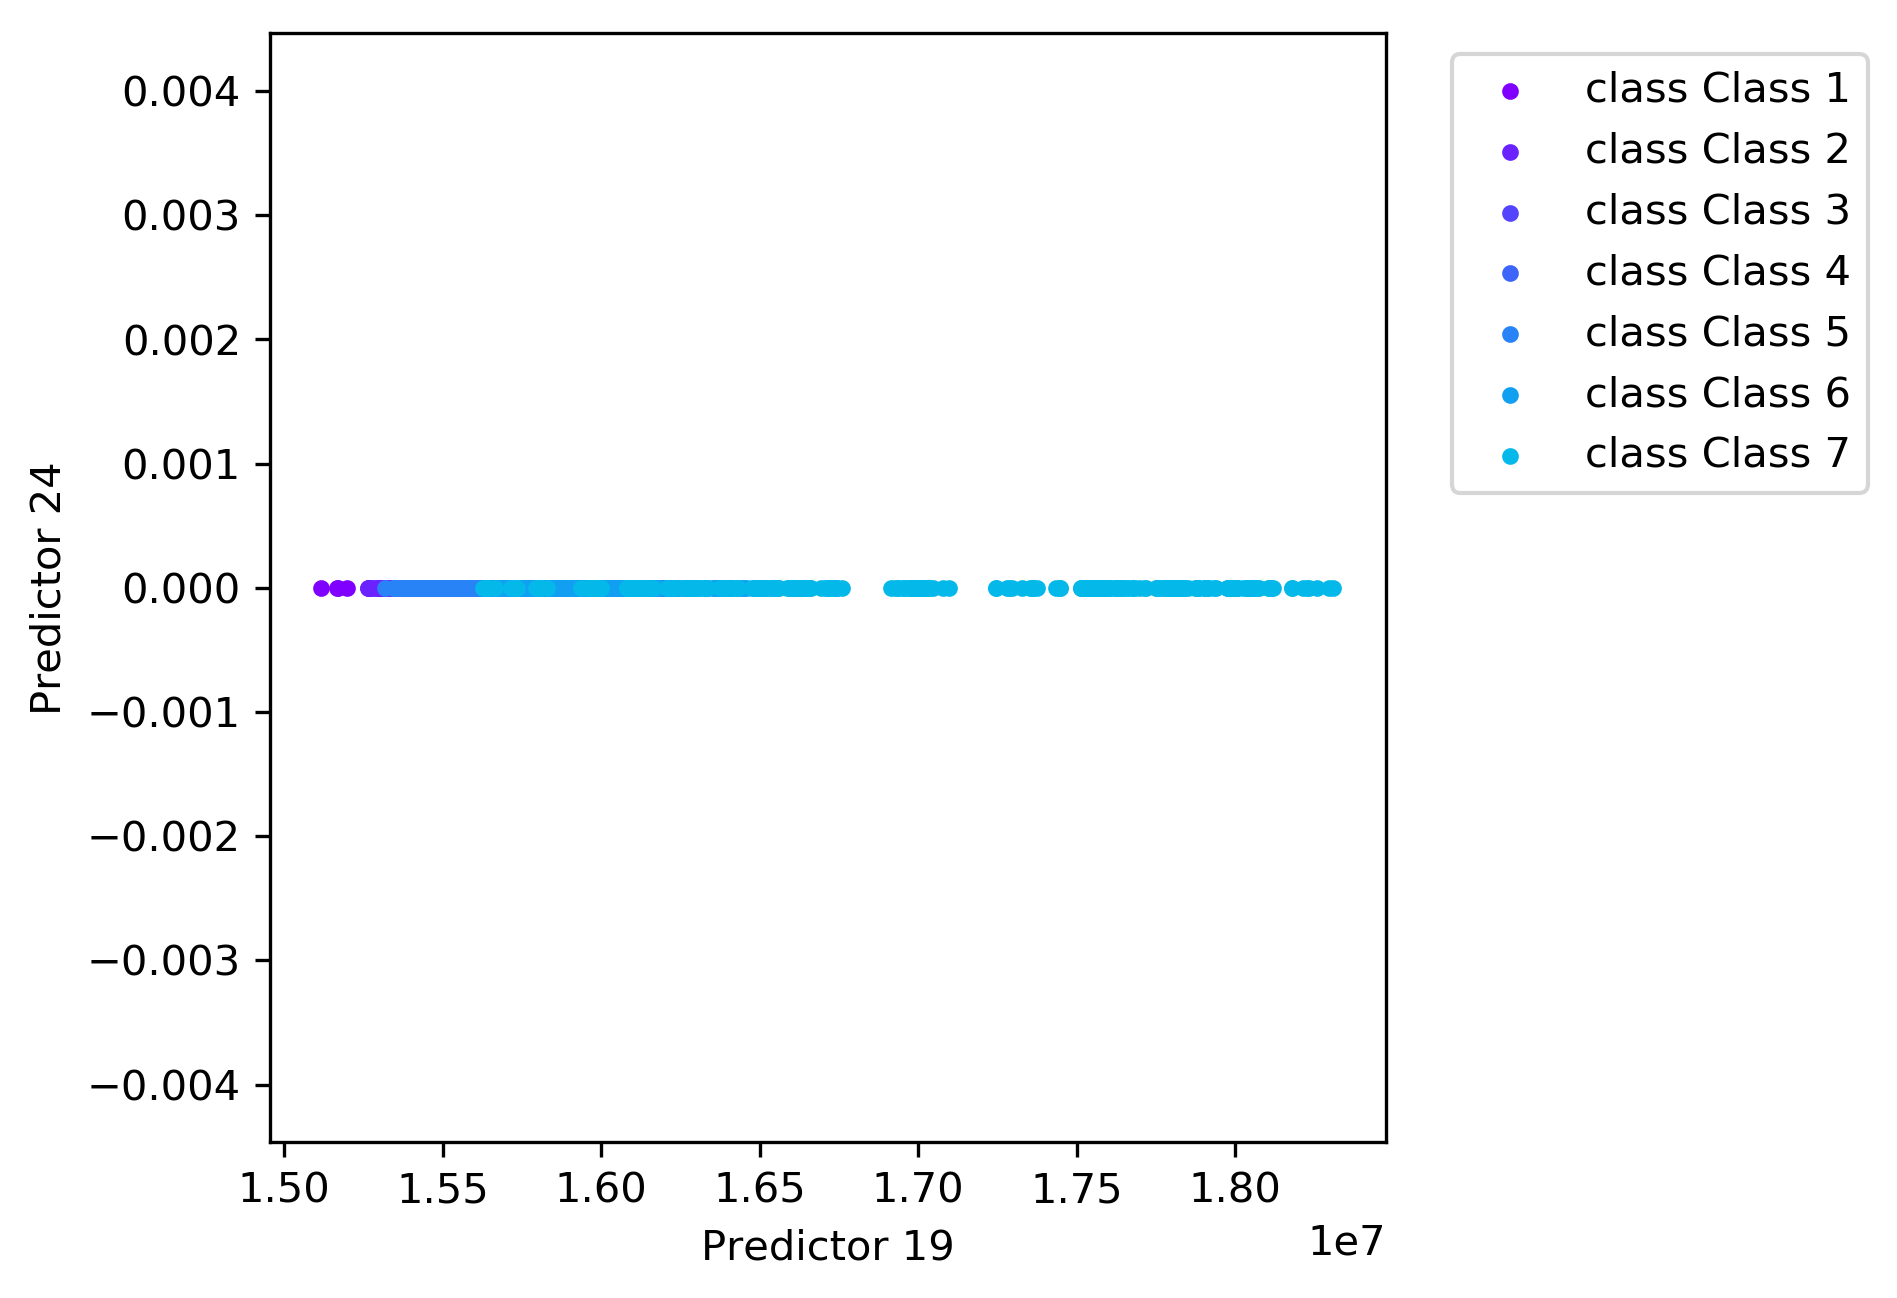 0.004
0.003
0.002
0.001
0.000
−0.001
−0.002
−0.003
−0.004
Predictor 24
1.50 1.55 1.60 1.65 1.70 1.75 1.80
1e7
Predictor 19
class Class 1
class Class 2
class Class 3
class Class 4
class Class 5
class Class 6
class Class 7